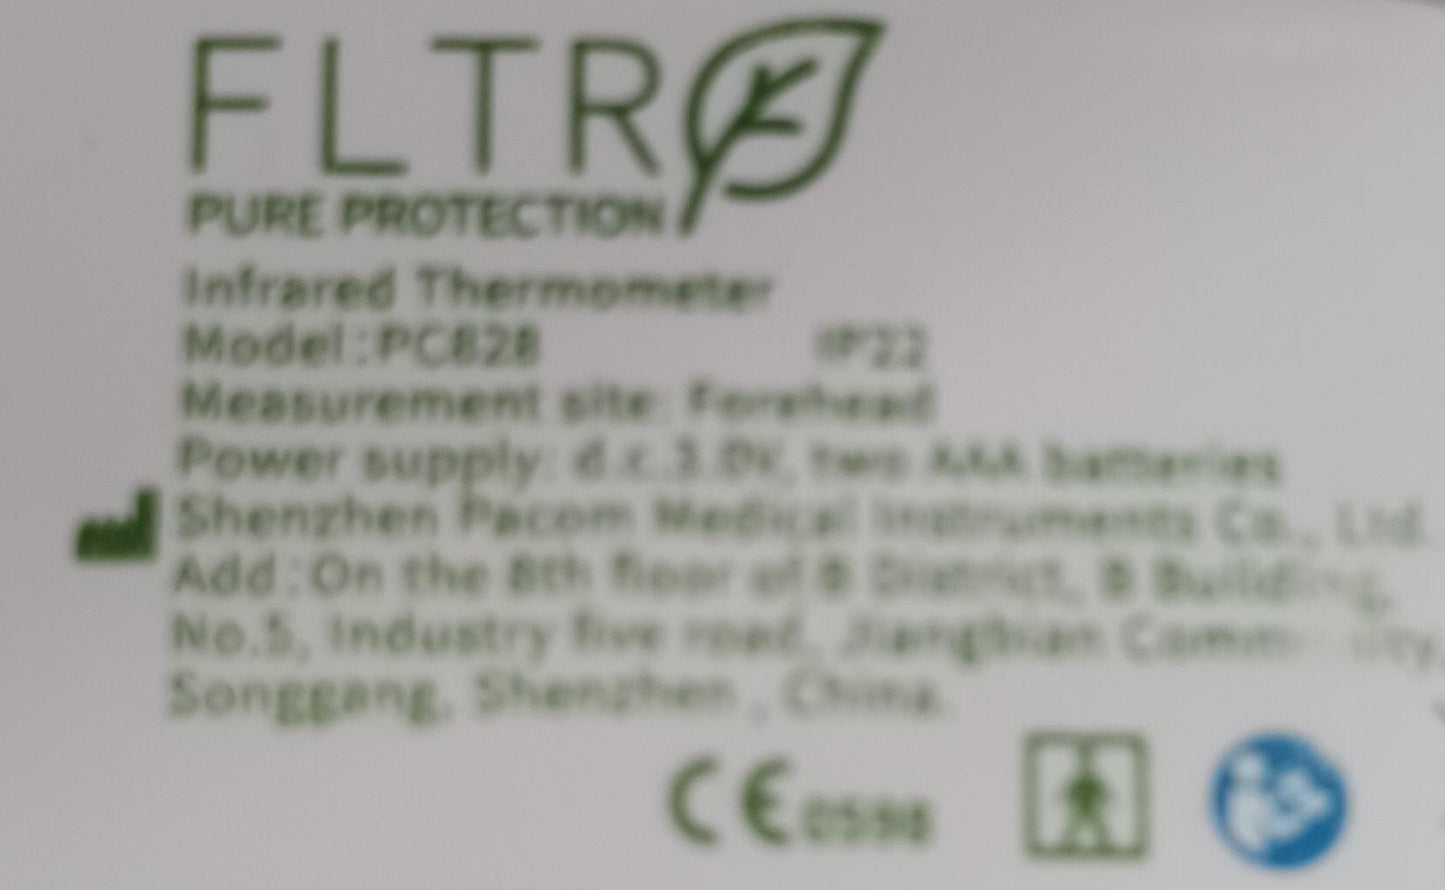 FLTR
PURE PROTECTION
Infrared Thermometer
Model:PC828 IP22
Measurement site: Forehead
Power supply: d.c.3.0V, two AAA batteries
Shenzhen Pacom Medical Instruments Co., Ltd.
Add:On the 8th floor of B District, B Building,
No.5, Industry five road, Jiangbian
Songgang, Shenzhen , China.
CE 0598